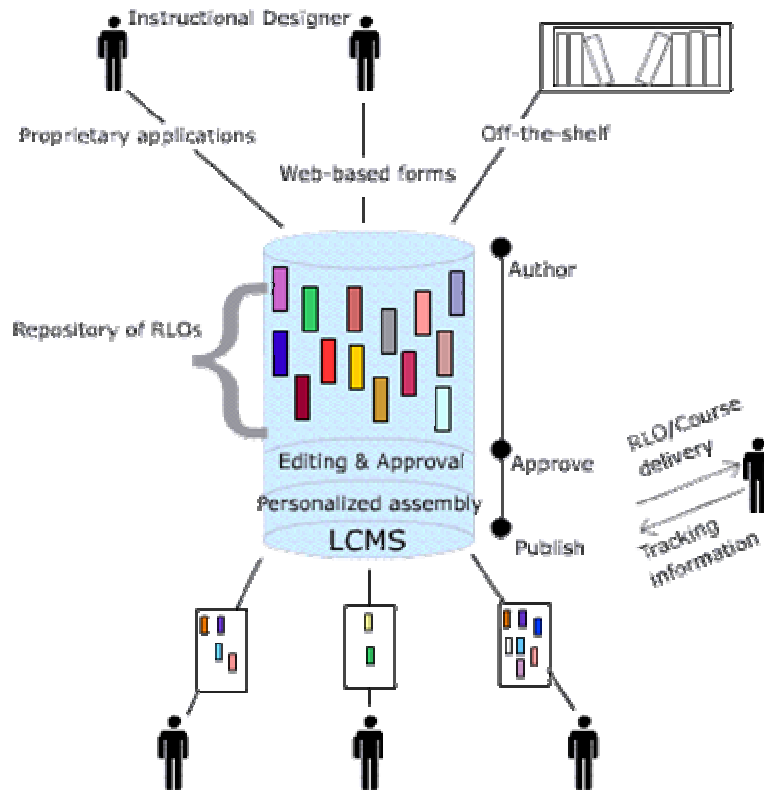 Instructional Designer
Proprietary applications
Off-the-shelf
Web-based forms
Author
Repository of RLOs
RLO/Course
delivery
Editing & Approval
Approve
Personalized assembly
LCMS
Publish
Tracking
information